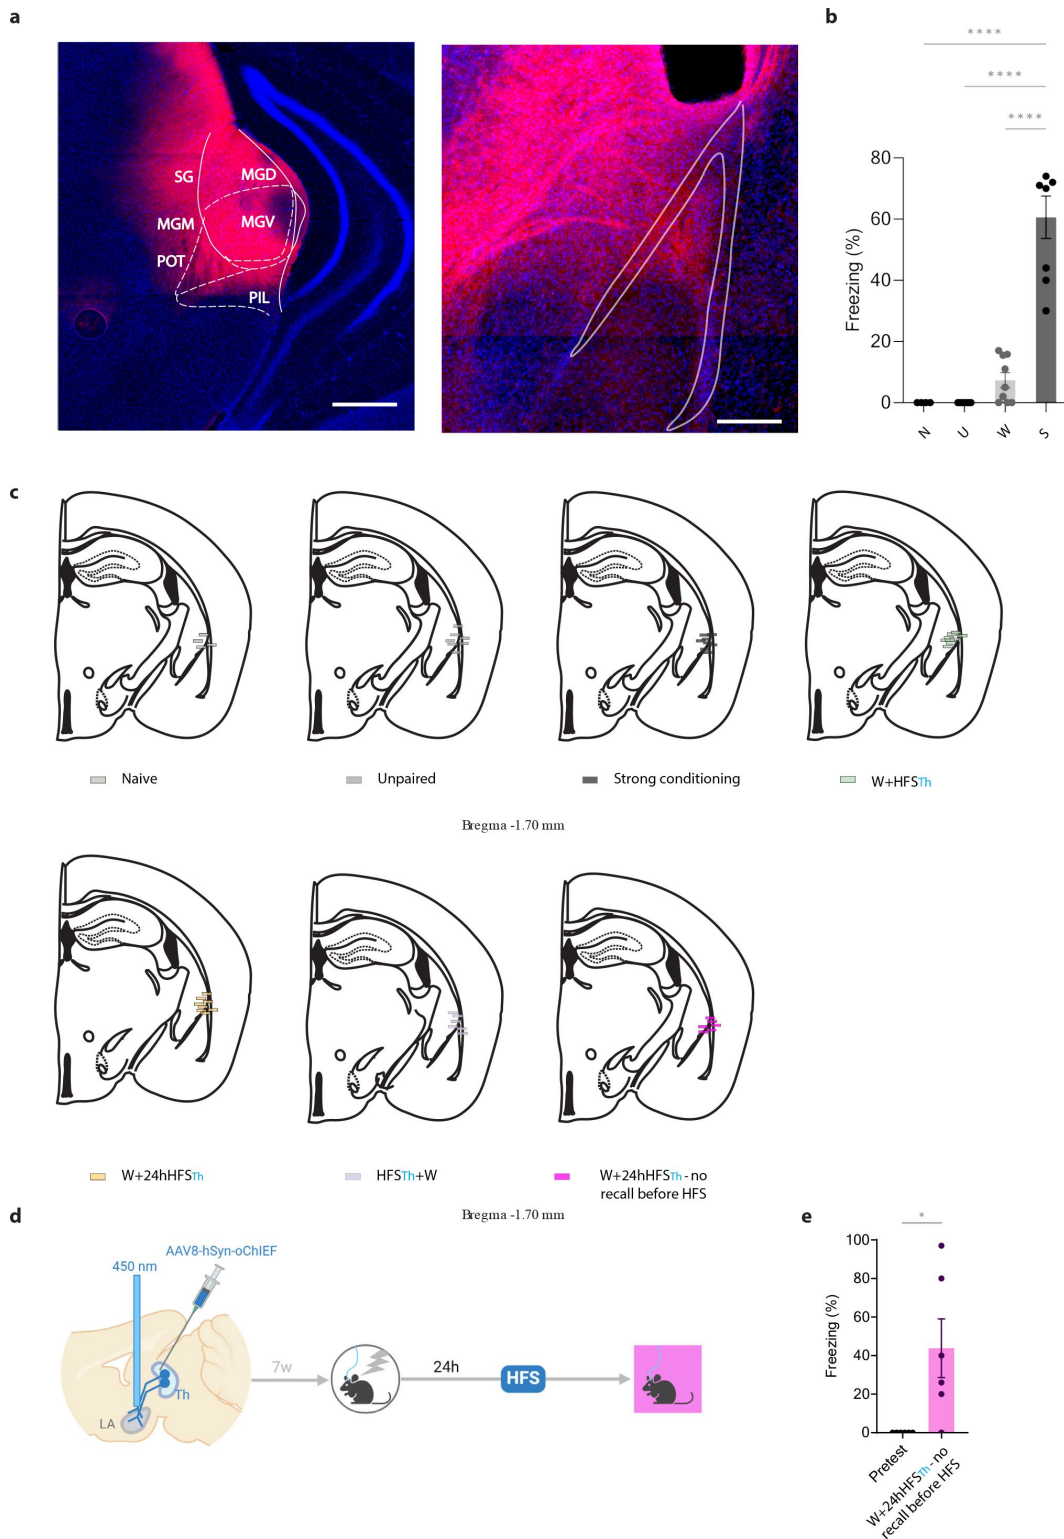 a
SG
MGD
MGM
MGV
POT
PIL
b
****
****
****
Freezing (%)
80
60
40
20
0
N
U
W
S
c
Naive
Unpaired
Strong conditioning
W+HFSTh
Bregma -1.70 mm
W+24hHFSTh
HFSTh+W
W+24hHFSTh - no
recall before HFS
Bregma -1.70 mm
d
AAV8-hSyn-oChIEF
450 nm
Th
LA
7w
24h
HFS
e
*
Freezing (%)
100
80
60
40
20
0
Pretest
W+24hHFSTh - no
recall before HFS